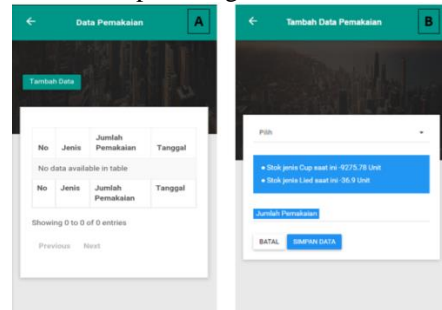 Data Pemakaian
A
Tambah Data
No Jenis Jumlah Pemakaian Tanggal
No data available in table
No Jenis Jumlah Pemakaian Tanggal
Showing 0 to 0 of 0 entries
Previous Next
Tambah Data Pemakaian
B
Pilih
Stok jenis Cup saat ini -9275.78 Unit
Stok jenis Lied saat ini -36.9 Unit
Jumlah Pemakaian
BATAL SIMPAN DATA